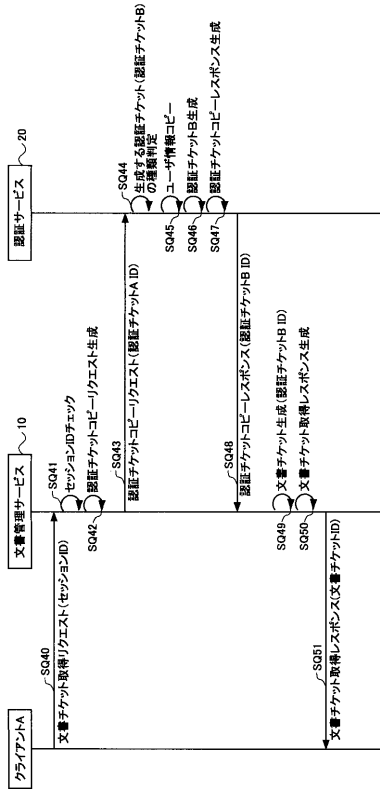 クライアントA
文書管理サービス
10
認証サービス
20
SQ40
文書チケット取得リクエスト(セッションID)
SQ41
セッションIDチェック
認証チケットコピーリクエスト生成
SQ42
SQ43
認証チケットコピーリクエスト(認証チケットA ID)
SQ44
生成する認証チケット(認証チケットB)
の種類判定
ユーザ情報コピー
SQ45
認証チケットB生成
SQ46
認証チケットコピーレスポンス生成
SQ47
SQ48
認証チケットコピーレスポンス(認証チケットB ID)
文書チケット生成(認証チケットB ID)
SQ49
文書チケット取得レスポンス生成
SQ50
SQ51
文書チケット取得レスポンス(文書チケットID)